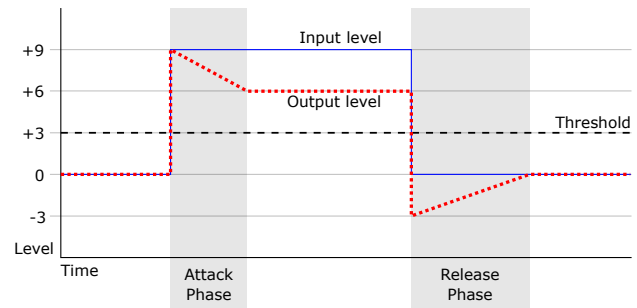 +9
Input level
+6
Output level
+3
Threshold
0
-3
Level
Time
Attack
Phase
Release
Phase